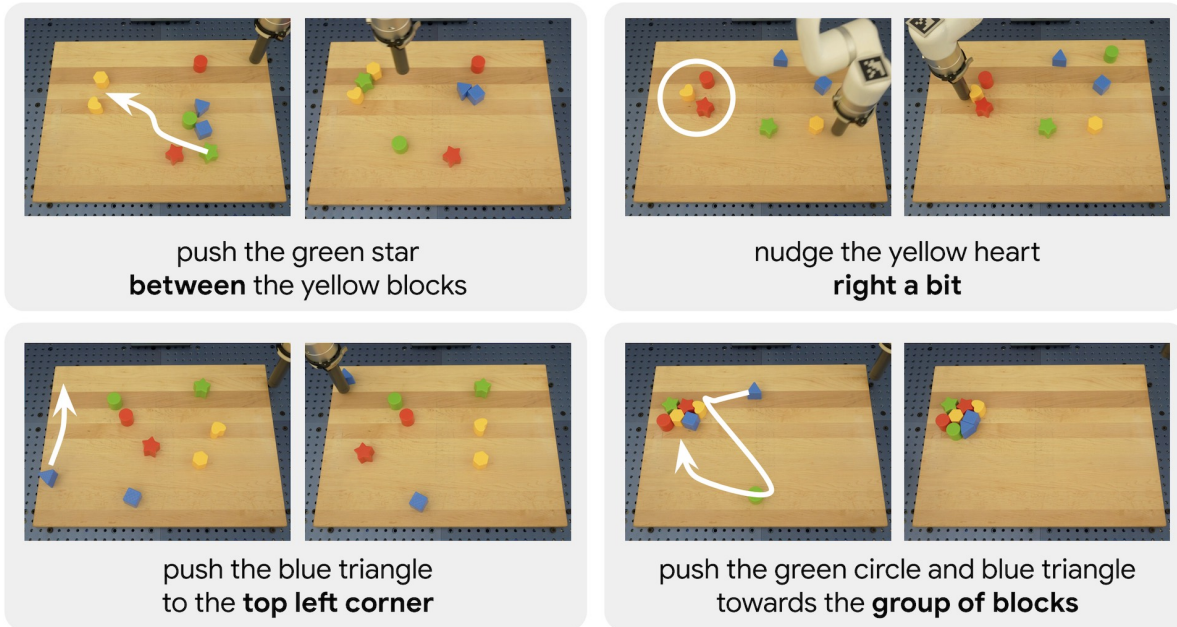 push the green star
between the yellow blocks
nudge the yellow heart
right a bit
push the blue triangle
to the top left corner
push the green circle and blue triangle
towards the group of blocks